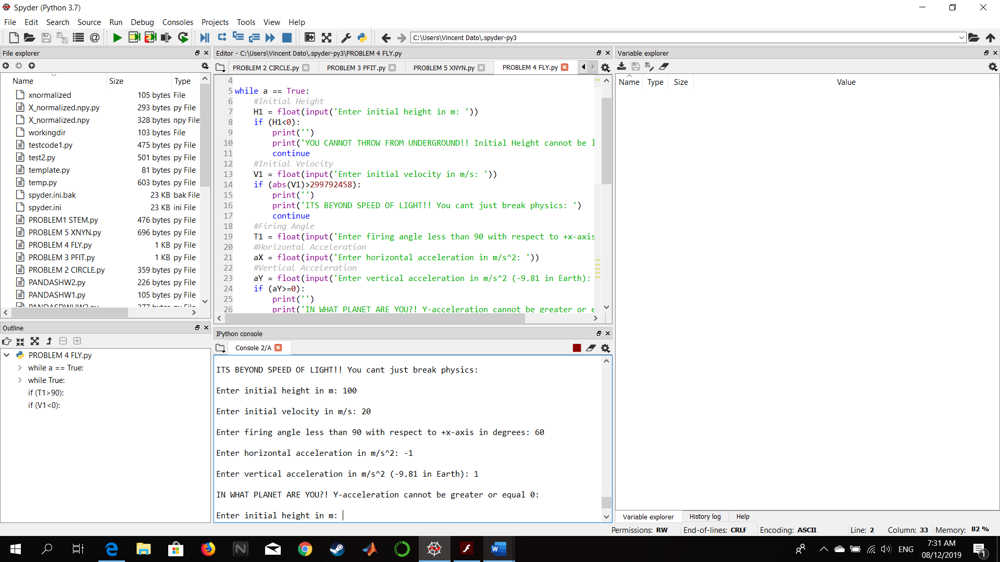 Spyder (Python 3.7)
File Edit Search Source Run Debug Consoles Projects Tools View Help
C:\Users\Vincent Dato\.spyder-py3
File explorer
Name Size Type
xnormalized 105 bytes File
X_normalized.npy.py 293 bytes py File
X_normalized.npy 328 bytes npy File
workingdir 103 bytes File
testcode1.py 475 bytes py File
test2.py 501 bytes py File
template.py 81 bytes py File
temp.py 603 bytes py File
spyder.ini.bak 23 KB bak File
spyder.ini 23 KB ini File
PROBLEM1 STEM.py 476 bytes py File
PROBLEM 5 XNYN.py 696 bytes py File
PROBLEM 4 FLY.py 1 KB py File
PROBLEM 3 PFIT.py 1 KB py File
PROBLEM 2 CIRCLE.py 359 bytes py File
PANDASHW2.py 226 bytes py File
PANDASHW1.py 105 bytes py File
Outline
PROBLEM 4 FLY.py
while a == True:
while True:
if (T1>90):
if (V1<0):
Editor - C:\Users\Vincent Dato\.spyder-py3\PROBLEM 4 FLY.py
PROBLEM 2 CIRCLE.py PROBLEM 3 PFIT.py PROBLEM 5 XNYN.py PROBLEM 4 FLY.py
4
5 while a == True:
6 #Initial Height
7 H1 = float(input('Enter initial height in m: '))
8 if (H1<0):
9 print('')
10 print('YOU CANNOT THROW FROM UNDERGROUND!! Initial Height cannot be l
11 continue
12 #Initial Velocity
13 V1 = float(input('Enter initial velocity in m/s: '))
14 if (abs(V1)>299792458):
15 print('')
16 print('ITS BEYOND SPEED OF LIGHT!! You cant just break physics: ')
17 continue
18 #Firing Angle
19 T1 = float(input('Enter firing angle less than 90 with respect to +x-axis
20 #Horizontal Acceleration
21 aX = float(input('Enter horizontal acceleration in m/s^2: '))
22 #Vertical Acceleration
23 aY = float(input('Enter vertical acceleration in m/s^2 (-9.81 in Earth):
24 if (aY>=0):
25 print('')
26 print('IN WHAT PLANET ARE YOU?! Y-acceleration cannot be greater or e
IPython console
Console 2/A
ITS BEYOND SPEED OF LIGHT!! You cant just break physics:
Enter initial height in m: 100
Enter initial velocity in m/s: 20
Enter firing angle less than 90 with respect to +x-axis in degrees: 60
Enter horizontal acceleration in m/s^2: -1
Enter vertical acceleration in m/s^2 (-9.81 in Earth): 1
IN WHAT PLANET ARE YOU?! Y-acceleration cannot be greater or equal 0:
Enter initial height in m:
Variable explorer
Name Type Size Value
Variable explorer History log Help
Permissions: RW End-of-lines: CRLF Encoding: ASCII Line: 2 Column: 33 Memory: 82 %
ENG
7:31 AM
08/12/2019
1